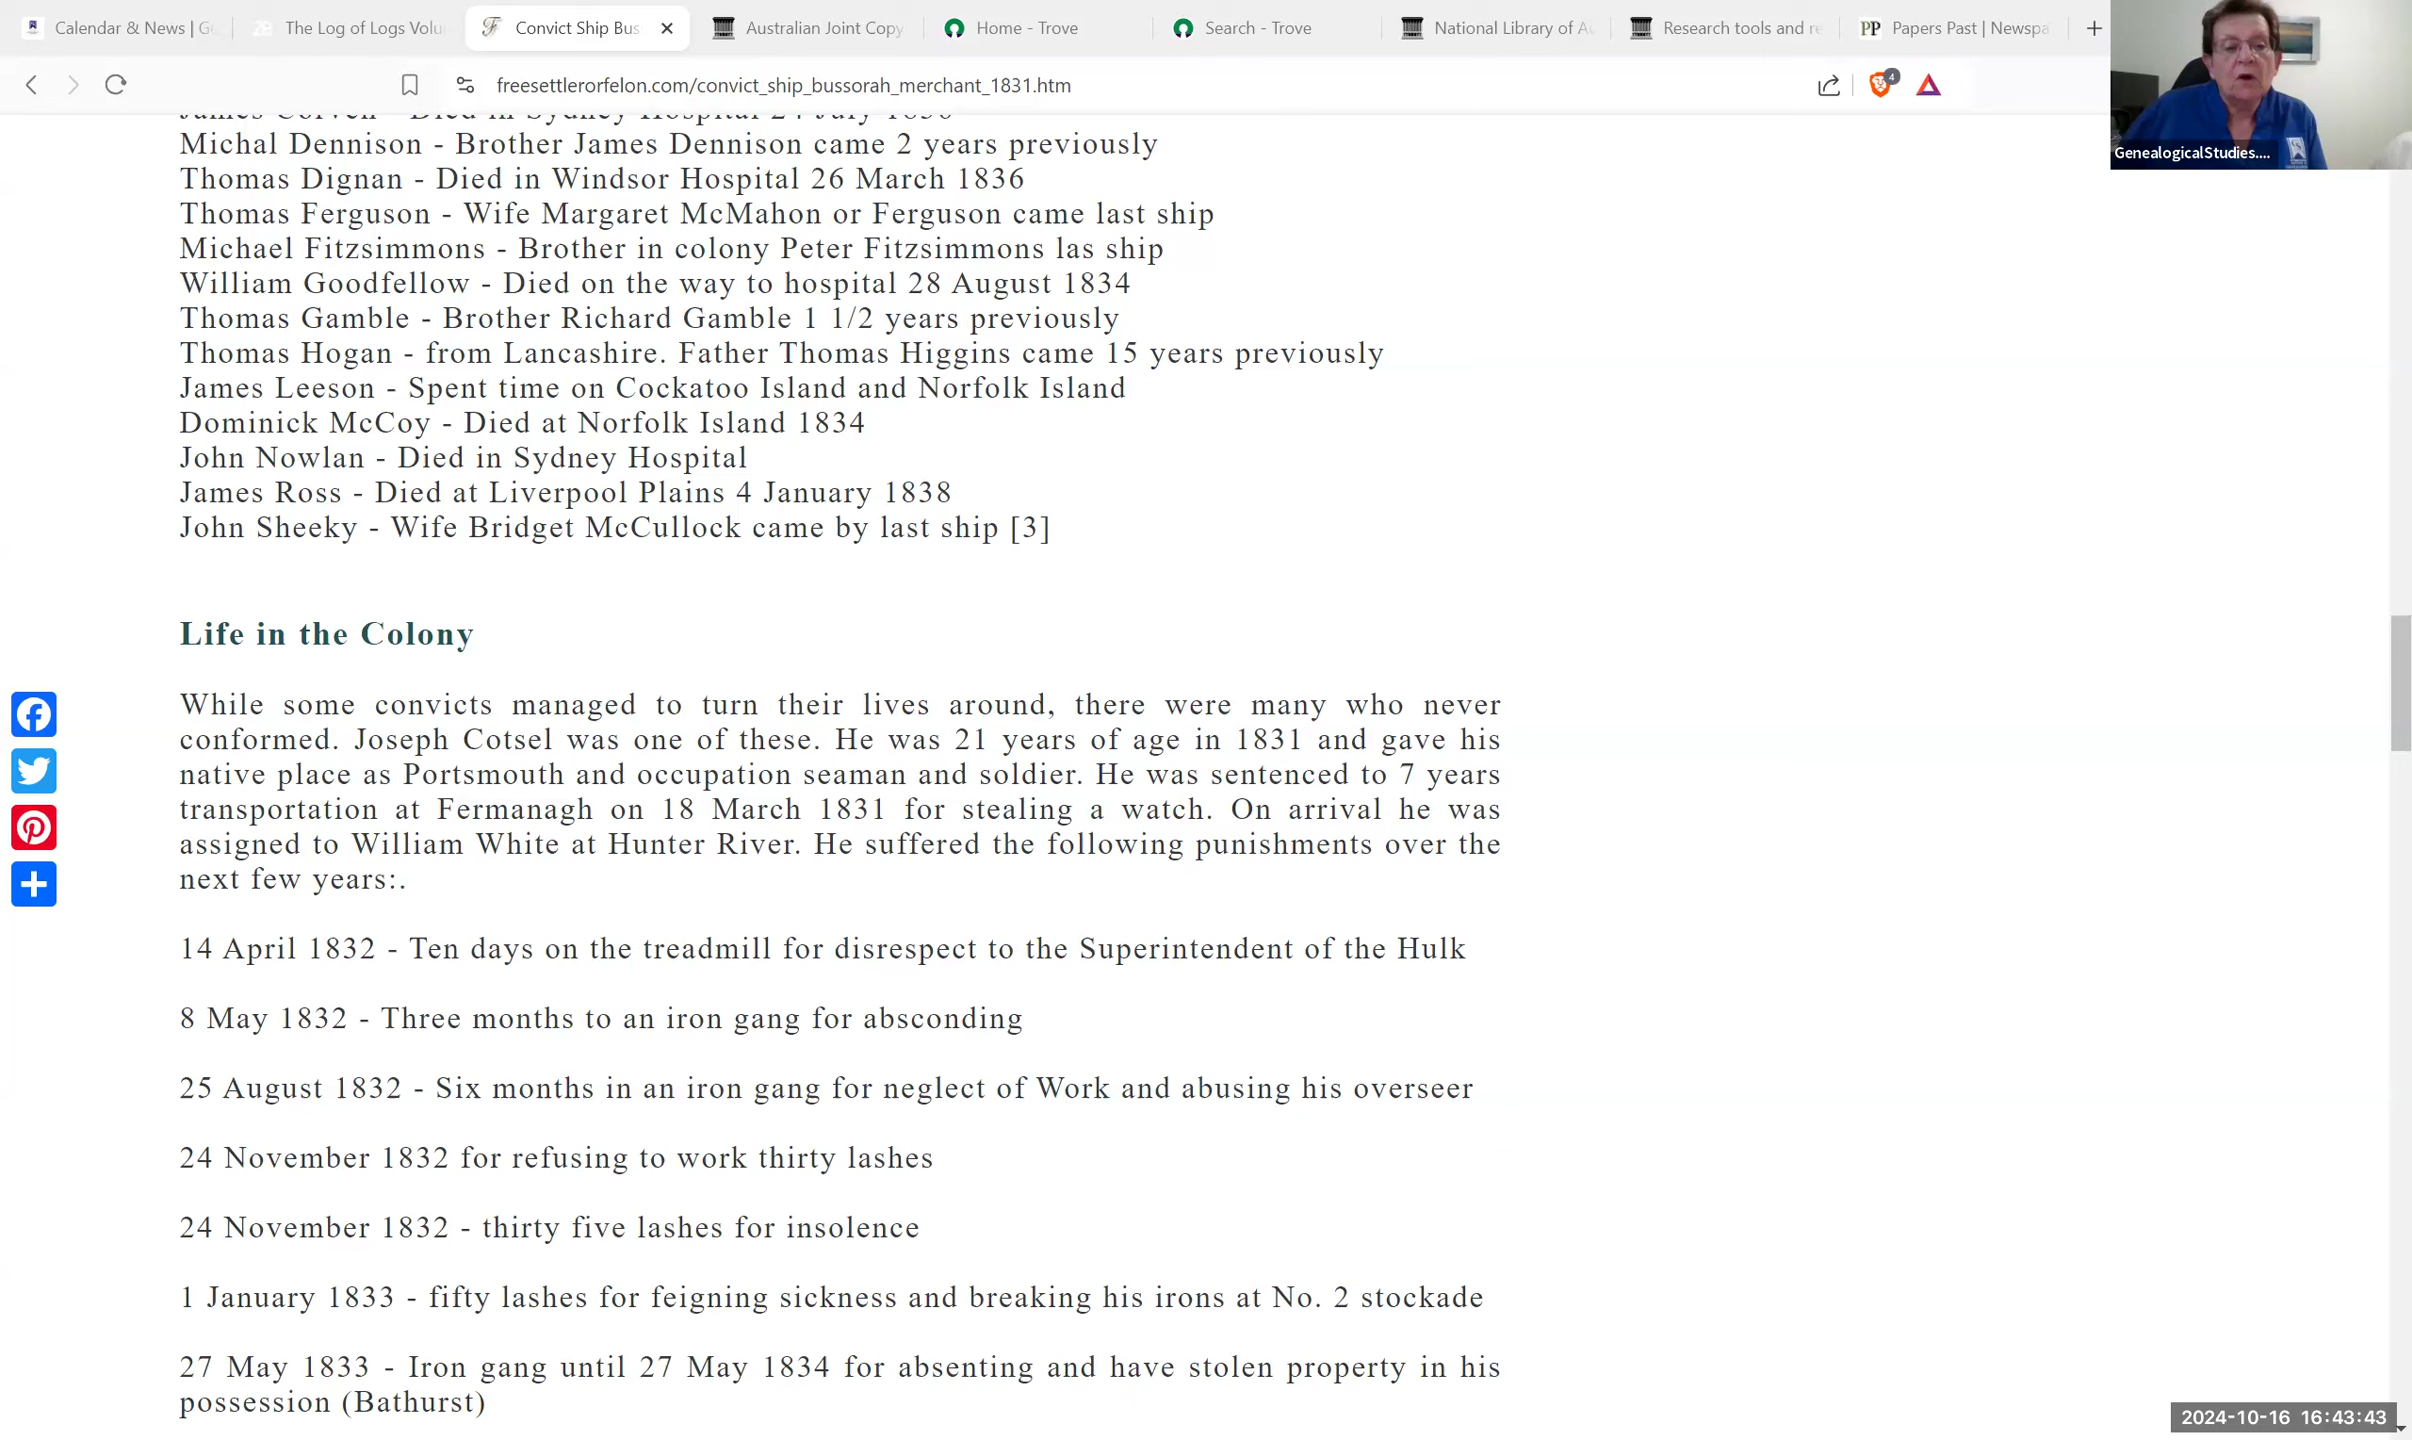 Calendar & News | Ge
The Log of Logs Volu
Convict Ship Bus
Australian Joint Copy
Home - Trove
Search - Trove
National Library of Au
Research tools and re
Papers Past | Newspa
freesettlerorfelon.com/convict_ship_bussorah_merchant_1831.htm
4
GenealogicalStudies....
Michal Dennison - Brother James Dennison came 2 years previously
Thomas Dignan - Died in Windsor Hospital 26 March 1836
Thomas Ferguson - Wife Margaret McMahon or Ferguson came last ship
Michael Fitzsimmons - Brother in colony Peter Fitzsimmons las ship
William Goodfellow - Died on the way to hospital 28 August 1834
Thomas Gamble - Brother Richard Gamble 1 1/2 years previously
Thomas Hogan - from Lancashire. Father Thomas Higgins came 15 years previously
James Leeson - Spent time on Cockatoo Island and Norfolk Island
Dominick McCoy - Died at Norfolk Island 1834
John Nowlan - Died in Sydney Hospital
James Ross - Died at Liverpool Plains 4 January 1838
John Sheeky - Wife Bridget McCullock came by last ship [3]
Life in the Colony
While some convicts managed to turn their lives around, there were many who never
conformed. Joseph Cotsel was one of these. He was 21 years of age in 1831 and gave his
native place as Portsmouth and occupation seaman and soldier. He was sentenced to 7 years
transportation at Fermanagh on 18 March 1831 for stealing a watch. On arrival he was
assigned to William White at Hunter River. He suffered the following punishments over the
next few years:.
14 April 1832 - Ten days on the treadmill for disrespect to the Superintendent of the Hulk
8 May 1832 - Three months to an iron gang for absconding
25 August 1832 - Six months in an iron gang for neglect of Work and abusing his overseer
24 November 1832 for refusing to work thirty lashes
24 November 1832 - thirty five lashes for insolence
1 January 1833 - fifty lashes for feigning sickness and breaking his irons at No. 2 stockade
27 May 1833 - Iron gang until 27 May 1834 for absenting and have stolen property in his
possession (Bathurst)
2024-10-16 16:43:43